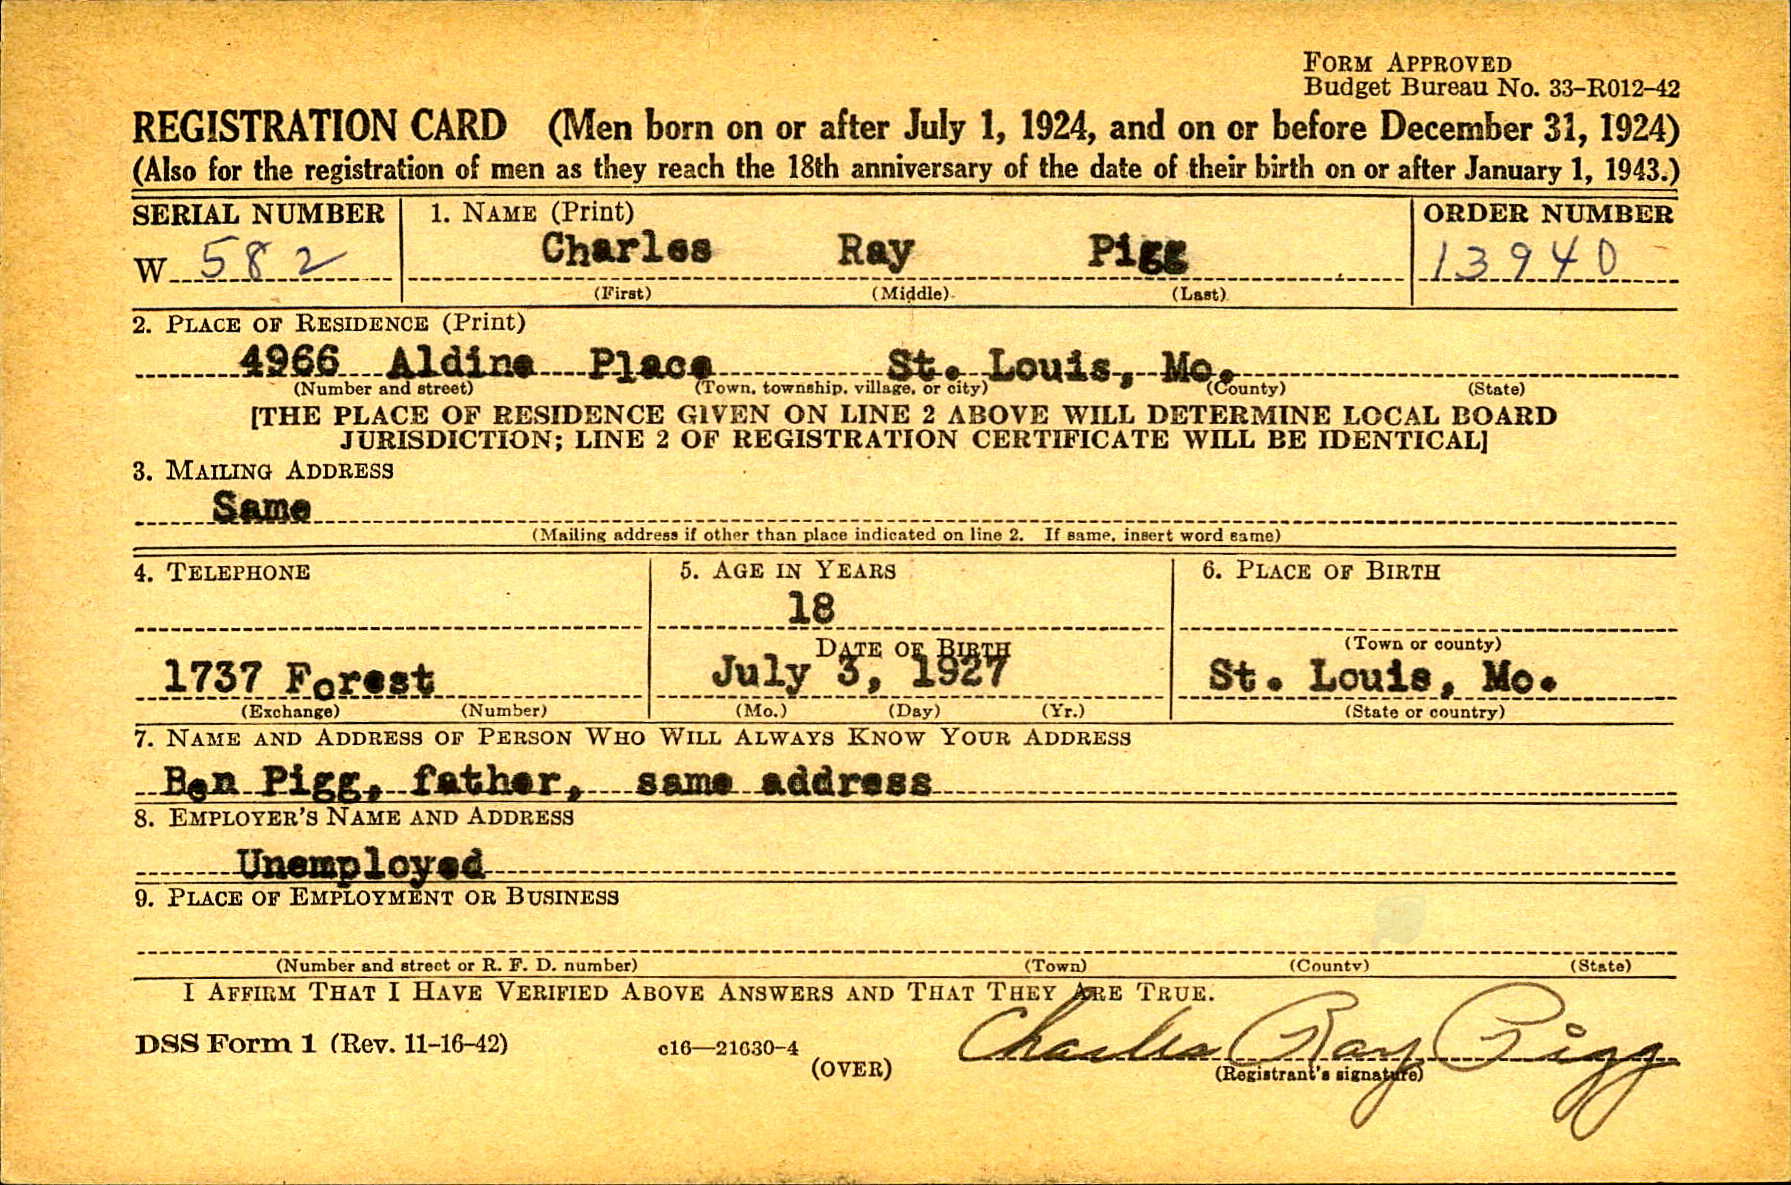 FORM APPROVED
Budget Bureau No. 33–R012–42
REGISTRATION CARD (Men born on or after July 1, 1924, and on or before December 31, 1924)
(Also for the registration of men as they reach the 18th anniversary of the date of their birth on or after January 1, 1943.)
SERIAL NUMBER 1. NAME (Print) ORDER NUMBER
W 582 Charles Ray Pigg 13940
(First) (Middle) (Last)
2. PLACE OF RESIDENCE (Print)
4966 Aldine Place St. Louis, Mo.
(Number and street) (Town, township, village, or city) (County) (State)
[THE PLACE OF RESIDENCE GIVEN ON LINE 2 ABOVE WILL DETERMINE LOCAL BOARD
JURISDICTION; LINE 2 OF REGISTRATION CERTIFICATE WILL BE IDENTICAL]
3. MAILING ADDRESS
Same
(Mailing address if other than place indicated on line 2. If same, insert word same)
4. TELEPHONE 5. AGE IN YEARS 6. PLACE OF BIRTH
18
DATE OF BIRTH (Town or county)
1737 Forest July 3, 1927 St. Louis, Mo.
(Exchange) (Number) (Mo.) (Day) (Yr.) (State or country)
7. NAME AND ADDRESS OF PERSON WHO WILL ALWAYS KNOW YOUR ADDRESS
Ben Pigg, father, same address
8. EMPLOYER'S NAME AND ADDRESS
Unemployed
9. PLACE OF EMPLOYMENT OR BUSINESS
(Number and street or R. F. D. number) (Town) (County) (State)
I AFFIRM THAT I HAVE VERIFIED ABOVE ANSWERS AND THAT THEY ARE TRUE.
DSS Form 1 (Rev. 11–16–42) c16—21630-4 (OVER) Charles Ray Pigg
(Registrant's signature)